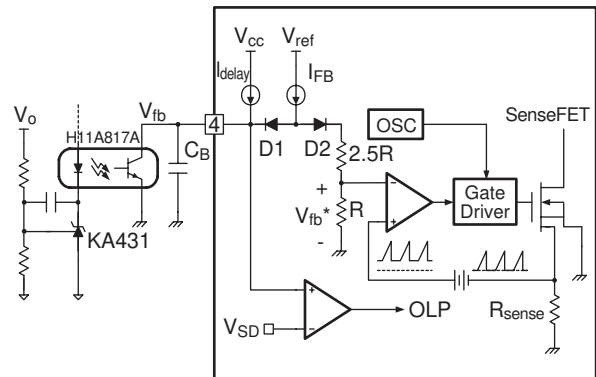 Vcc
Vref
Idelay
IFB
Vo
Vfb
H11A817A
4
CB
D1
D2
2.5R
OSC
SenseFET
+
Vfb*
-
R
-
+
Gate
Driver
KA431
Rsense
VSD
+
-
OLP